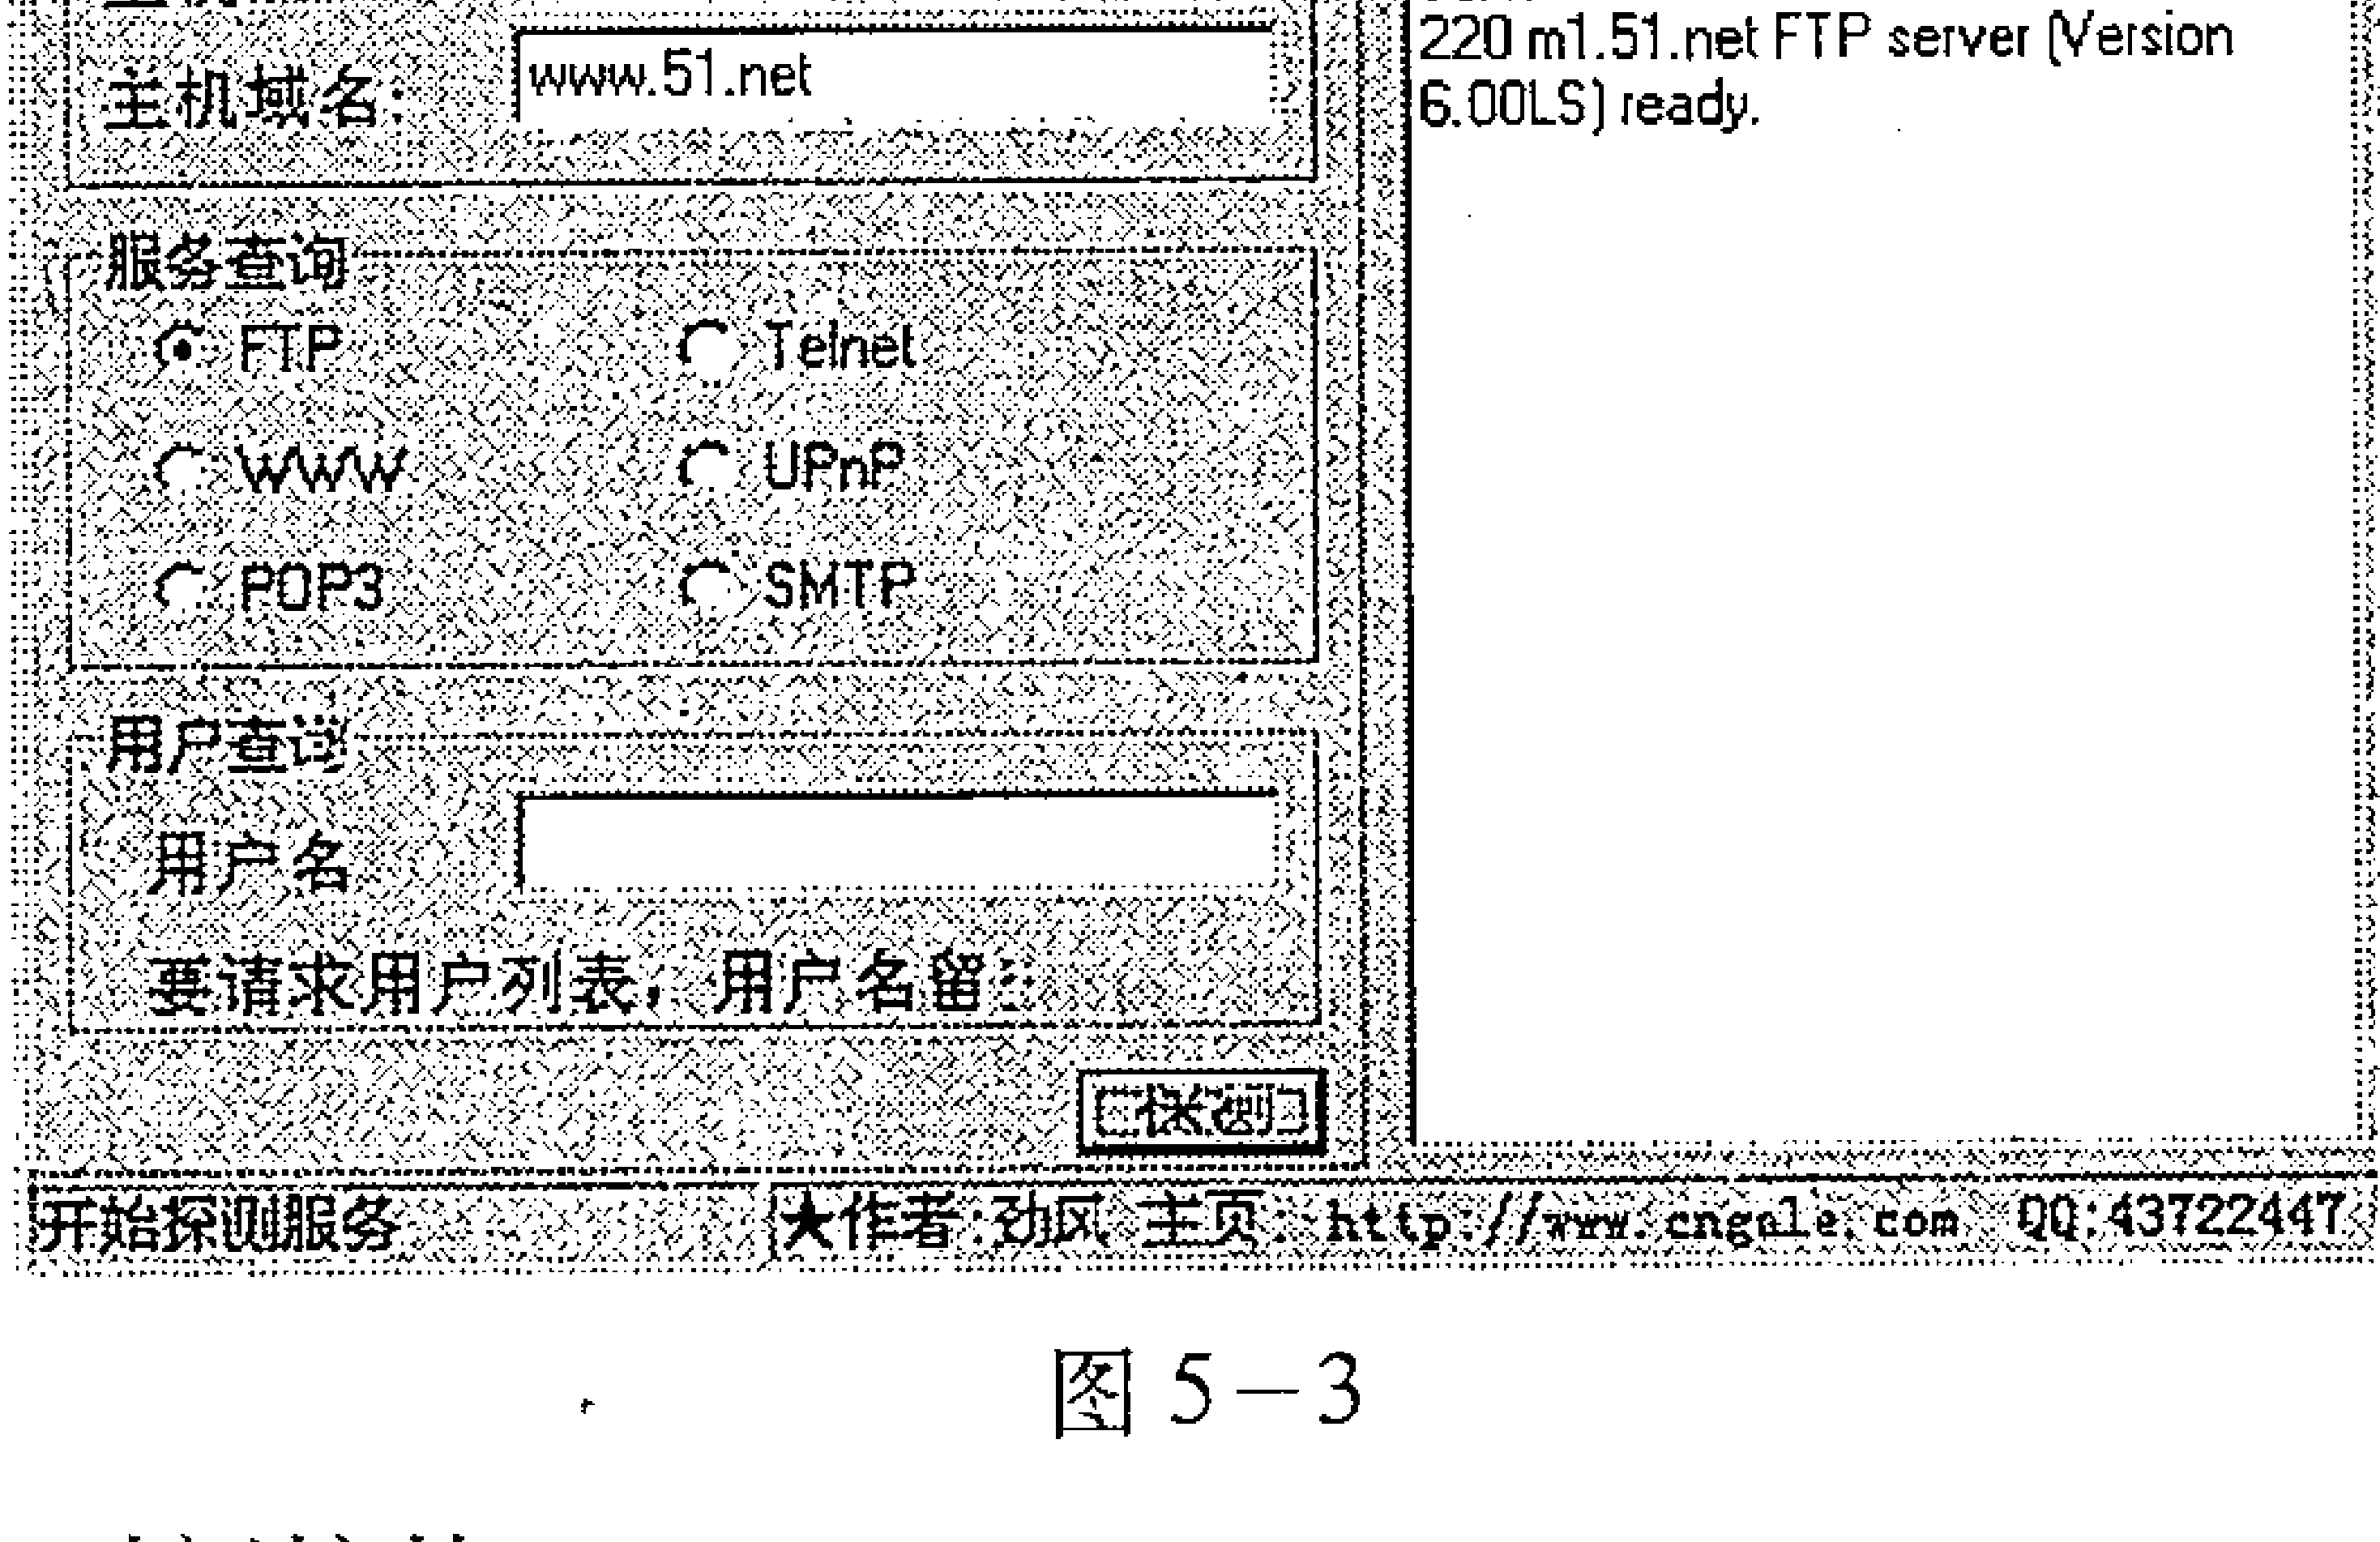 主机域名:
www.51.net
服务查询
FTP
Telnet
WWW
UPnP
POP3
SMTP
用户查询
用户名
要请求用户列表，用户名留
探测
220 m1.51.net FTP server (Version
6.00LS) ready.
开始探测服务
★作者:劲风 主页: http://www.cngale.com QQ:43722447
图 5－3